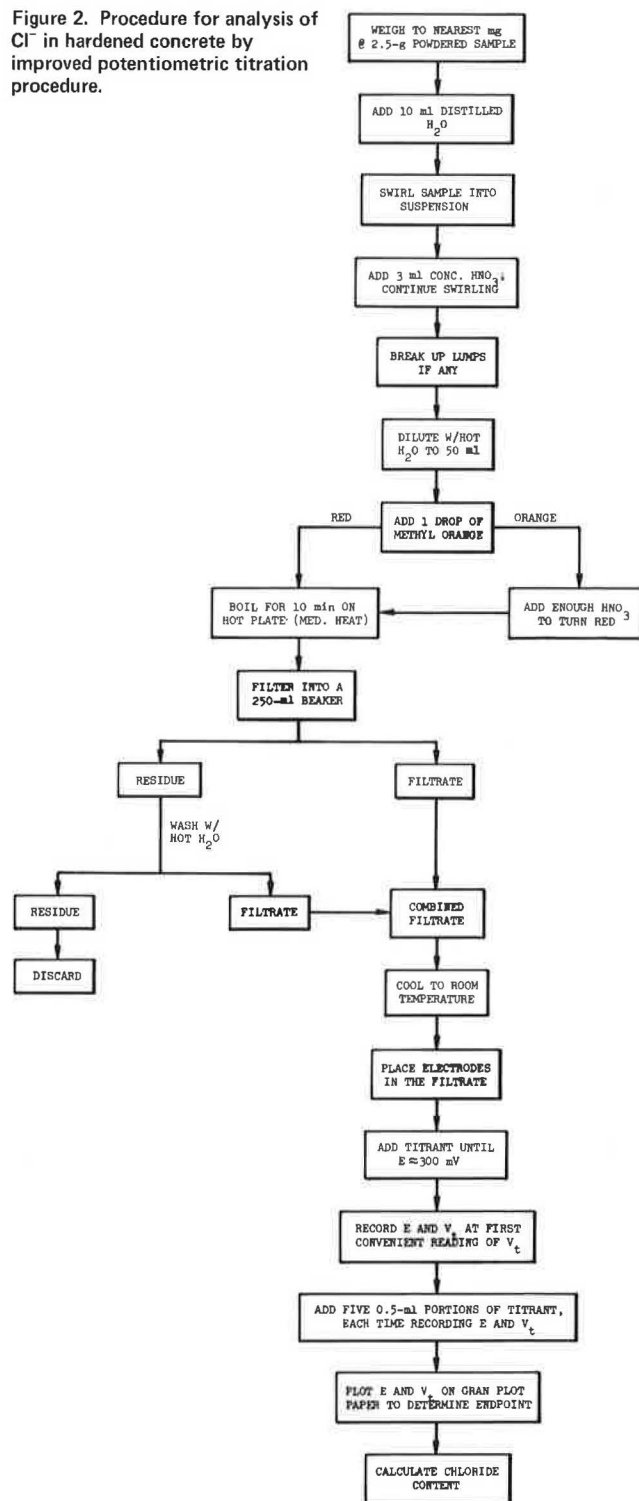 Figure 2. Procedure for analysis of
Cl⁻ in hardened concrete by
improved potentiometric titration
procedure.
WEIGH TO NEAREST mg
@ 2.5-g POWDERED SAMPLE
ADD 10 ml DISTILLED
H₂O
SWIRL SAMPLE INTO
SUSPENSION
ADD 3 ml CONC. HNO₃;
CONTINUE SWIRLING
BREAK UP LUMPS
IF ANY
DILUTE W/HOT
H₂O TO 50 ml
RED
ADD 1 DROP OF
METHYL ORANGE
ORANGE
BOIL FOR 10 min ON
HOT PLATE (MED. HEAT)
ADD ENOUGH HNO₃
TO TURN RED
FILTER INTO A
250-ml BEAKER
RESIDUE
FILTRATE
WASH W/
HOT H₂O
RESIDUE
FILTRATE
COMBINED
FILTRATE
DISCARD
COOL TO ROOM
TEMPERATURE
PLACE ELECTRODES
IN THE FILTRATE
ADD TITRANT UNTIL
E ≈ 300 mV
RECORD E AND Vₜ AT FIRST
CONVENIENT READING OF Vₜ
ADD FIVE 0.5-ml PORTIONS OF TITRANT,
EACH TIME RECORDING E AND Vₜ
PLOT E AND Vₜ ON GRAN PLOT
PAPER TO DETERMINE ENDPOINT
CALCULATE CHLORIDE
CONTENT